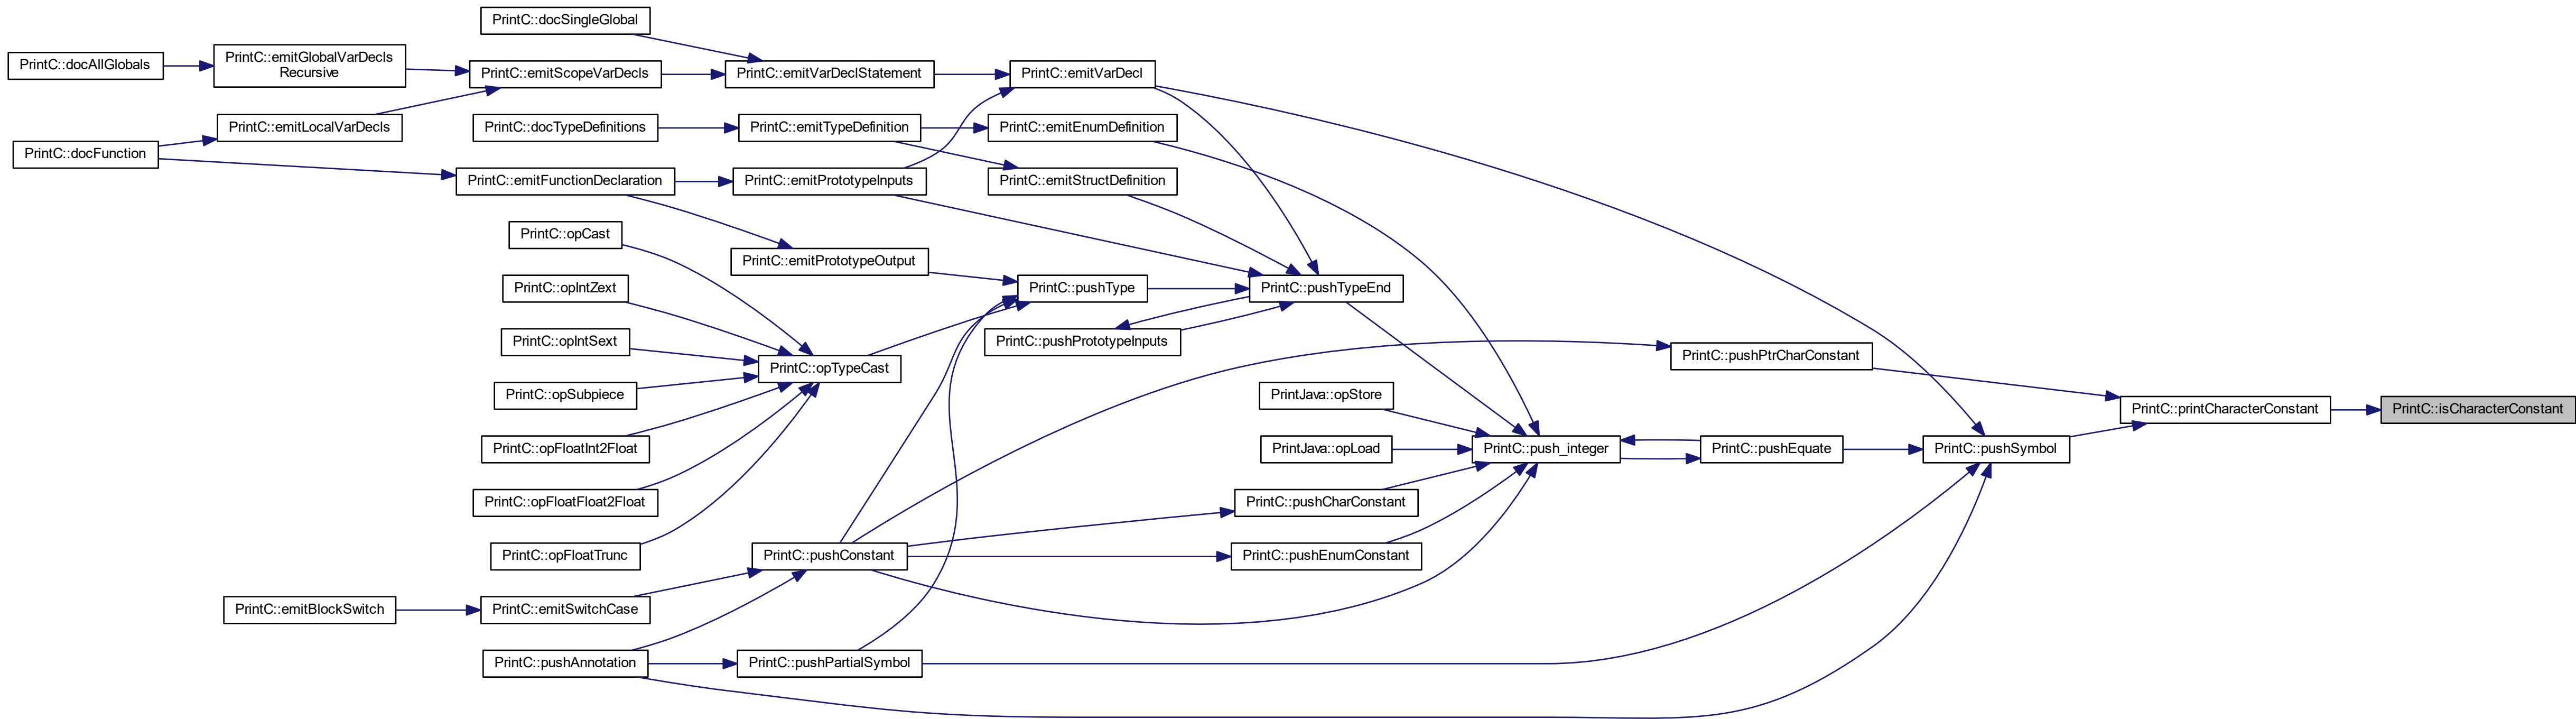 PrintC::docSingleGlobal
PrintC::docAllGlobals
PrintC::emitGlobalVarDecls
Recursive
PrintC::emitScopeVarDecls
PrintC::emitVarDeclStatement
PrintC::emitVarDecl
PrintC::emitLocalVarDecls
PrintC::docTypeDefinitions
PrintC::emitTypeDefinition
PrintC::emitEnumDefinition
PrintC::docFunction
PrintC::emitFunctionDeclaration
PrintC::emitPrototypeInputs
PrintC::emitStructDefinition
PrintC::opCast
PrintC::emitPrototypeOutput
PrintC::opIntZext
PrintC::pushType
PrintC::pushTypeEnd
PrintC::opIntSext
PrintC::pushPrototypeInputs
PrintC::pushPtrCharConstant
PrintC::opTypeCast
PrintC::opSubpiece
PrintJava::opStore
PrintC::printCharacterConstant
PrintC::isCharacterConstant
PrintC::opFloatInt2Float
PrintJava::opLoad
PrintC::push_integer
PrintC::pushEquate
PrintC::pushSymbol
PrintC::opFloatFloat2Float
PrintC::pushCharConstant
PrintC::opFloatTrunc
PrintC::pushConstant
PrintC::pushEnumConstant
PrintC::emitBlockSwitch
PrintC::emitSwitchCase
PrintC::pushAnnotation
PrintC::pushPartialSymbol